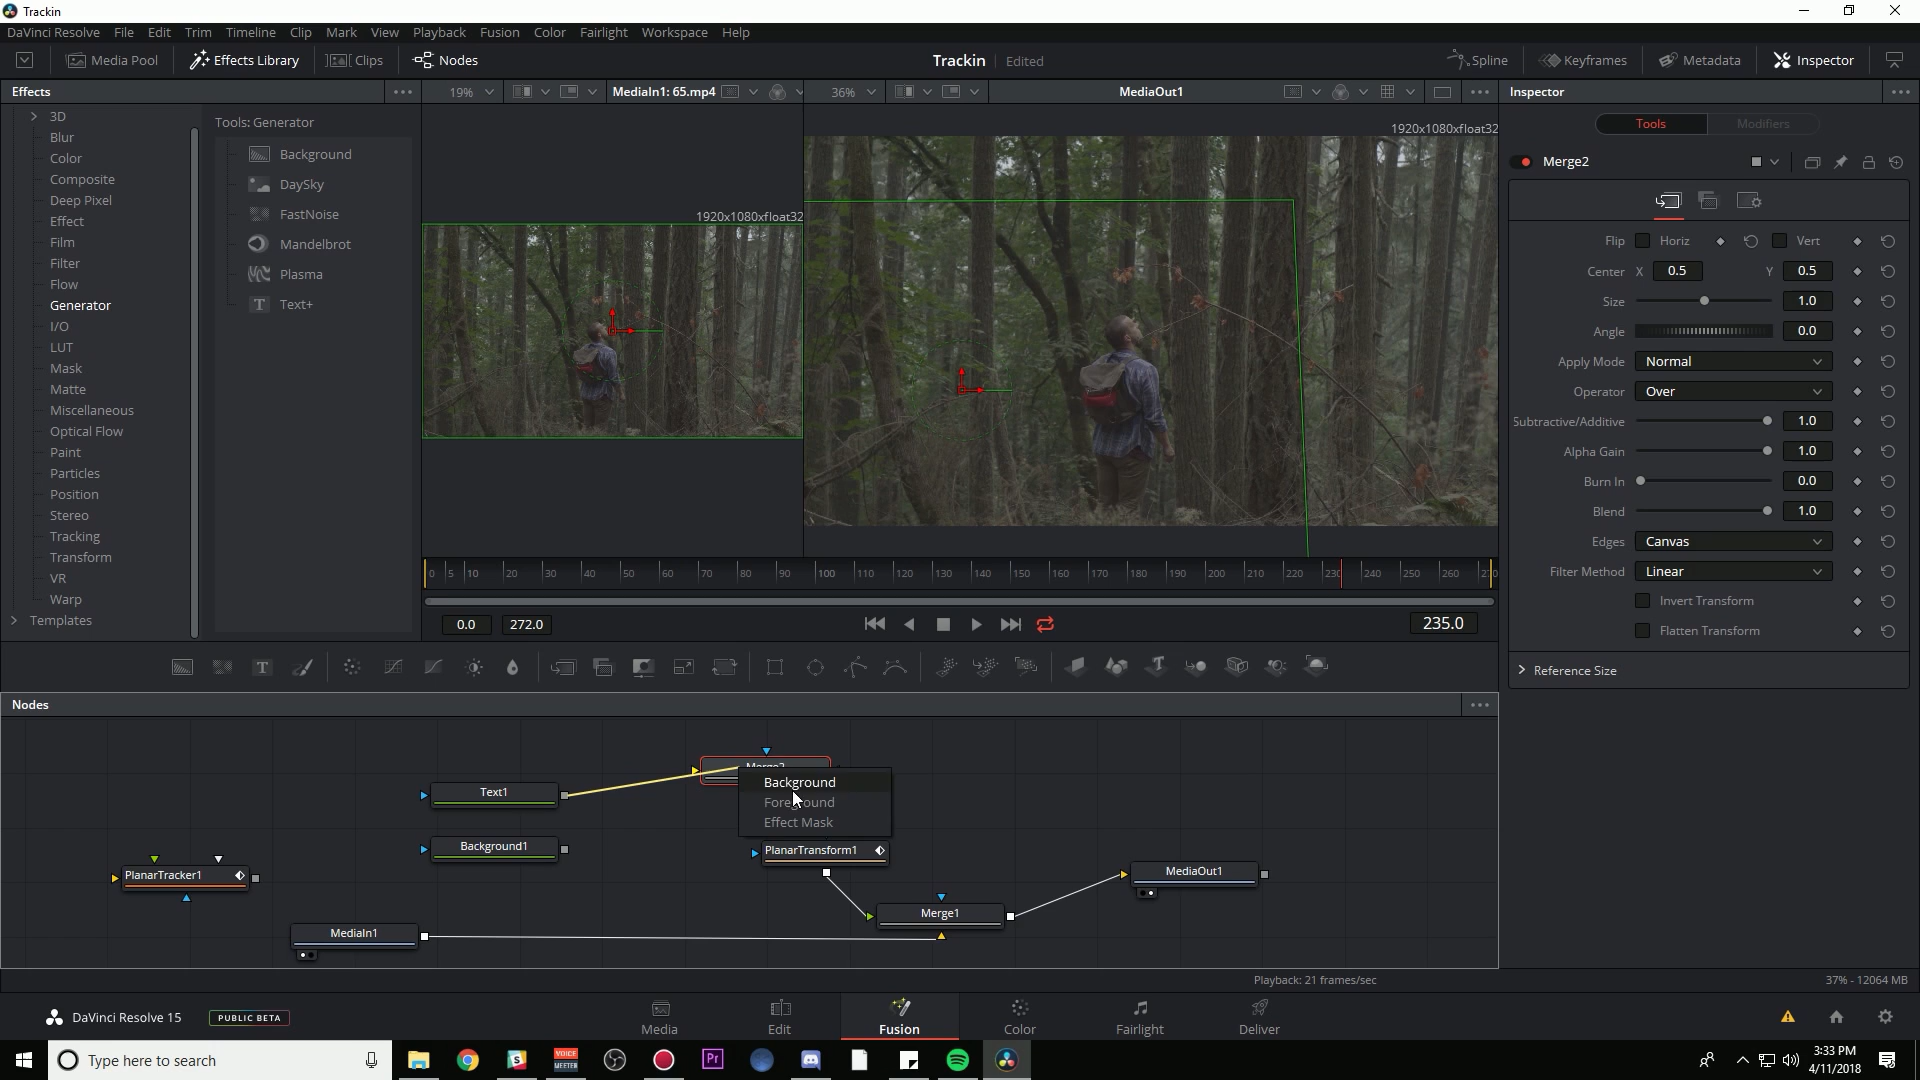 Trackin
DaVinci Resolve File Edit Trim Timeline Clip Mark View Playback Fusion Color Fairlight Workspace Help
Media Pool Effects Library Clips Nodes Trackin Edited Spline Keyframes Metadata Inspector
Effects 19% MediaIn1: 65.mp4 36% MediaOut1 Inspector
3D
Blur
Color
Composite
Deep Pixel
Effect
Film
Filter
Flow
Generator
I/O
LUT
Mask
Matte
Miscellaneous
Optical Flow
Paint
Particles
Position
Stereo
Tracking
Transform
VR
Warp
Templates
Tools: Generator
Background
DaySky
FastNoise
Mandelbrot
Plasma
Text+
1920x1080xfloat32
1920x1080xfloat32
0 5 10 20 30 40 50 60 70 80 90 100 110 120 130 140 150 160 170 180 190 200 210 220 230 240 250 260 270
0.0 272.0 235.0
Tools Modifiers
Merge2
Flip Horiz Vert
Center X 0.5 Y 0.5
Size 1.0
Angle 0.0
Apply Mode Normal
Operator Over
Subtractive/Additive 1.0
Alpha Gain 1.0
Burn In 0.0
Blend 1.0
Edges Canvas
Filter Method Linear
Invert Transform
Flatten Transform
Reference Size
Nodes
Text1
Background1
PlanarTracker1
MediaIn1
Background
Foreground
Effect Mask
PlanarTransform1
Merge1
MediaOut1
Playback: 21 frames/sec 37% - 12064 MB
DaVinci Resolve 15 PUBLIC BETA
Media Edit Fusion Color Fairlight Deliver
Type here to search
VOICE
MEETER
Pr
3:33 PM
4/11/2018